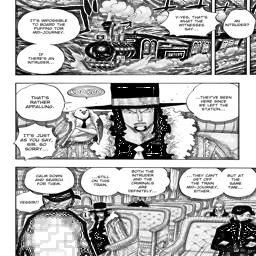 AN
INTRUDER?
Y-YES, THAT'S
WHAT THE
WITNESSES
SAY...
IT'S IMPOSSIBLE
TO BOARD THE
PUFFING TOM
MID-JOURNEY.
IF
THERE'S AN
INTRUDER...
...THEY'VE
BEEN HERE
SINCE WE
LEFT THE
STATION...
THAT'S
RATHER
APPALLING.
IT'S JUST
AS YOU SAY,
SIR.
SORRY...
BUT AT
THE SAME
TIME...
...THEY CAN'T
GET OFF
THE TRAIN
MID-JOURNEY,
EITHER.
BOTH THE
INTRUDER
AND THE
CRIMINALS
ARE
DEFINITELY...
...STILL ON
THIS TRAIN.
CALM DOWN
AND SEARCH
FOR THEM.
YESSIR!!